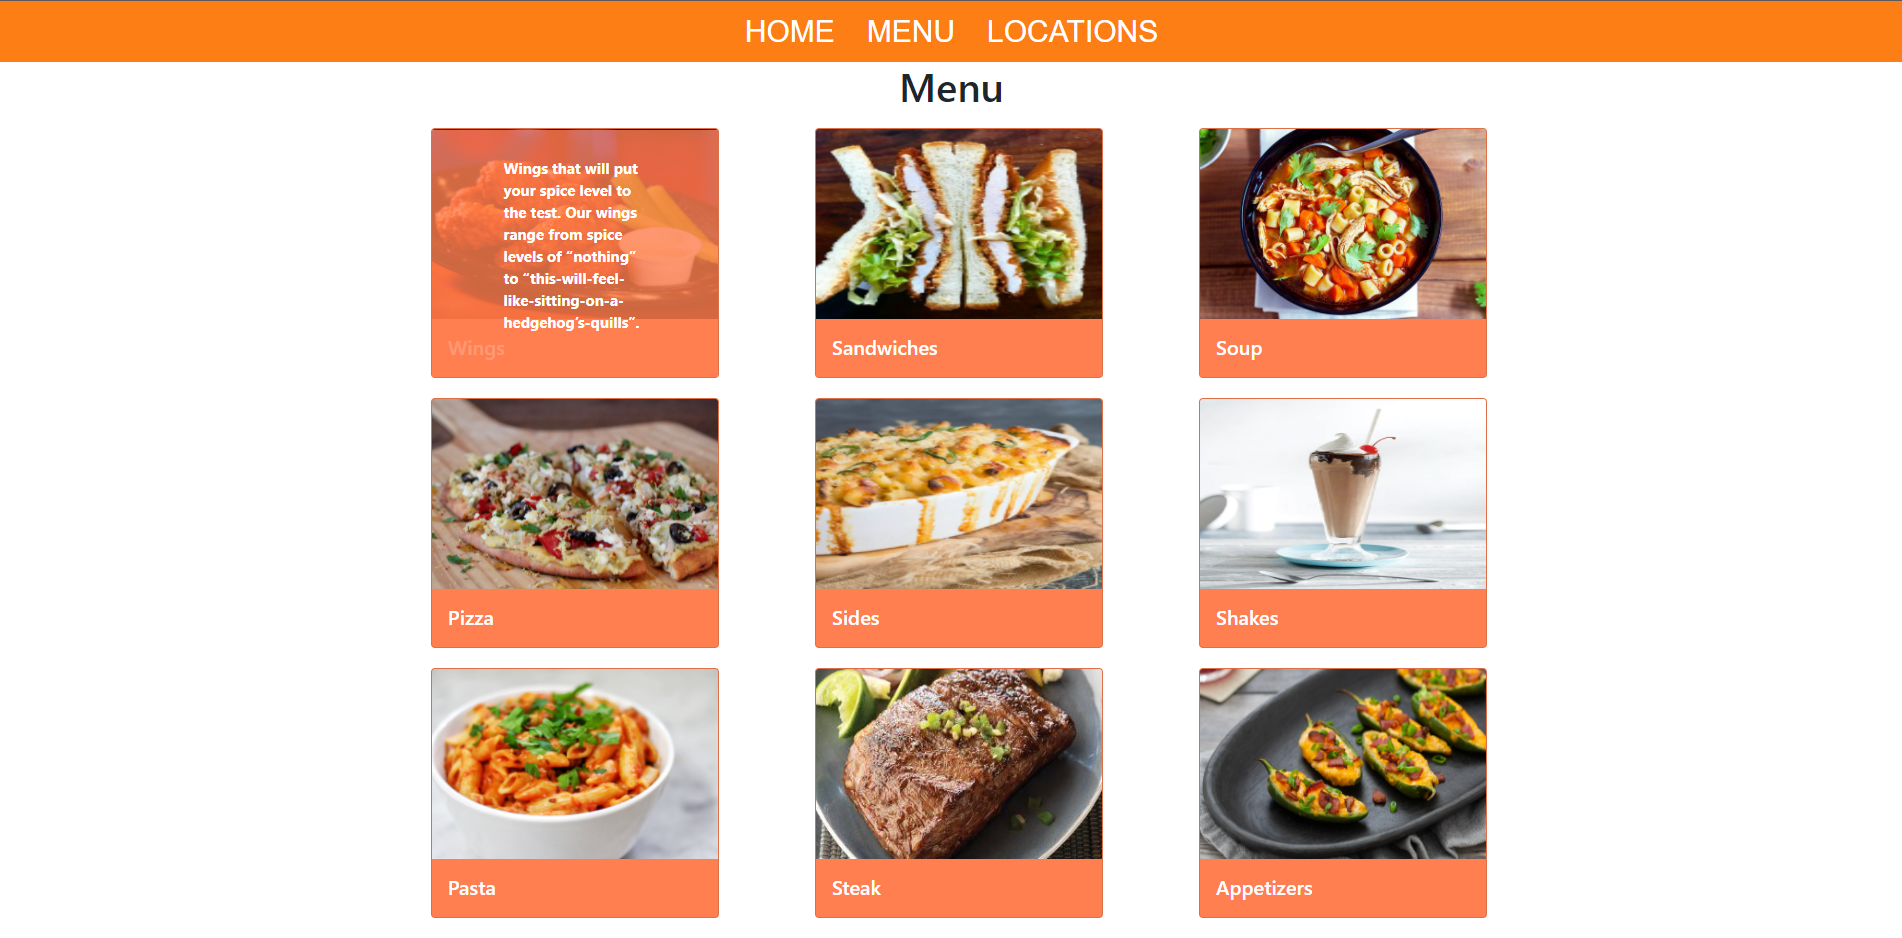 HOME MENU LOCATIONS
Menu
Wings that will put
your spice level to
the test. Our wings
range from spice
levels of “nothing”
to “this-will-feel-
like-sitting-on-a-
hedgehog’s-quills”.
Wings
Sandwiches
Soup
Pizza
Sides
Shakes
Pasta
Steak
Appetizers